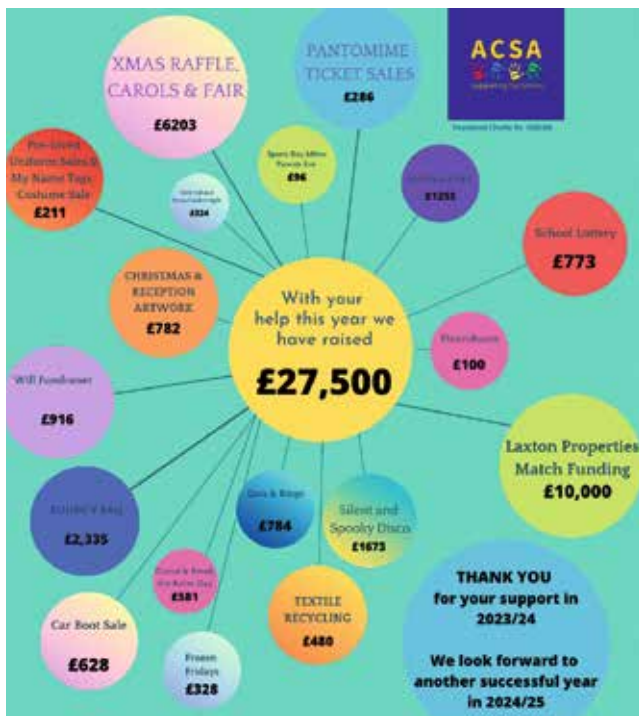 XMAS RAFFLE,
CAROLS & FAIR
£6203
PANTOMIME
TICKET SALES
£286
ACSA
Pre-Loved
Uniform Sales &
My Name Tags
Costume Sale
£211
£324
£96
£1255
School Lottery
£773
CHRISTMAS &
RECEPTION
ARTWORK
£782
With your
help this year we
have raised
£27,500
£100
Will Fundraiser
£916
Laxton Properties
Match Funding
£10,000
£2,335
Quiz & Bingo
£784
Silent and
Spooky Disco
£1673
£581
TEXTILE
RECYCLING
£480
Car Boot Sale
£628
Frozen
Fridays
£328
THANK YOU
for your support in
2023/24
We look forward to
another successful year
in 2024/25